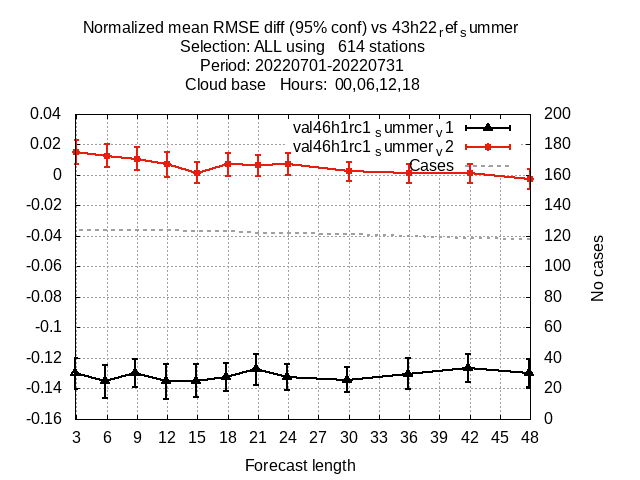 Normalized mean RMSE diff (95% conf) vs 43h22refsummer
Selection: ALL using   614 stations
Period: 20220701-20220731
Cloud base   Hours:  00,06,12,18
val46h1rc1summerv1
val46h1rc1summerv2
Cases
0.04
0.02
0
-0.02
-0.04
-0.06
-0.08
-0.1
-0.12
-0.14
-0.16
200
180
160
140
120
100
80
60
40
20
0
No cases
3 6 9 12 15 18 21 24 27 30 33 36 39 42 45 48
Forecast length